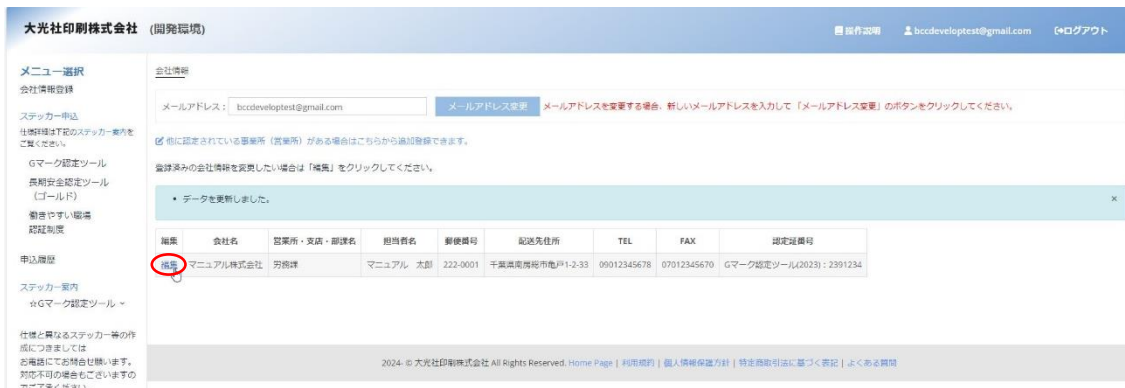 大光社印刷株式会社 (開発環境)
操作説明 bccdeveloptest@gmail.com ログアウト
メニュー選択
会社情報登録
ステッカー申込
仕様詳細は下記のステッカー案内を
ご覧ください。
Gマーク認定ツール
長期安全認定ツール
(ゴールド)
働きやすい職場
認証制度
申込履歴
ステッカー案内
☆Gマーク認定ツール
仕様と異なるステッカー等の作
成につきましては
お電話にてお問合せ願います。
対応不可の場合もございますの
でご了承ください。
会社情報
メールアドレス: bccdeveloptest@gmail.com メールアドレス変更 メールアドレスを変更する場合、新しいメールアドレスを入力して「メールアドレス変更」のボタンをクリックしてください。
他に認定されている事業所(営業所)がある場合はこちらから追加登録できます。
登録済みの会社情報を変更したい場合は「編集」をクリックしてください。
• データを更新しました。 ×
編集 会社名 営業所・支店・部課名 担当者名 郵便番号 配送先住所 TEL FAX 認定証番号
編集 マニュアル株式会社 労務課 マニュアル 太郎 222-0001 千葉県南房総市亀戸1-2-33 09012345678 07012345670 Gマーク認定ツール(2023):2391234
2024- © 大光社印刷株式会社 All Rights Reserved. Home Page | 利用規約 | 個人情報保護方針 | 特定商取引法に基づく表記 | よくある質問